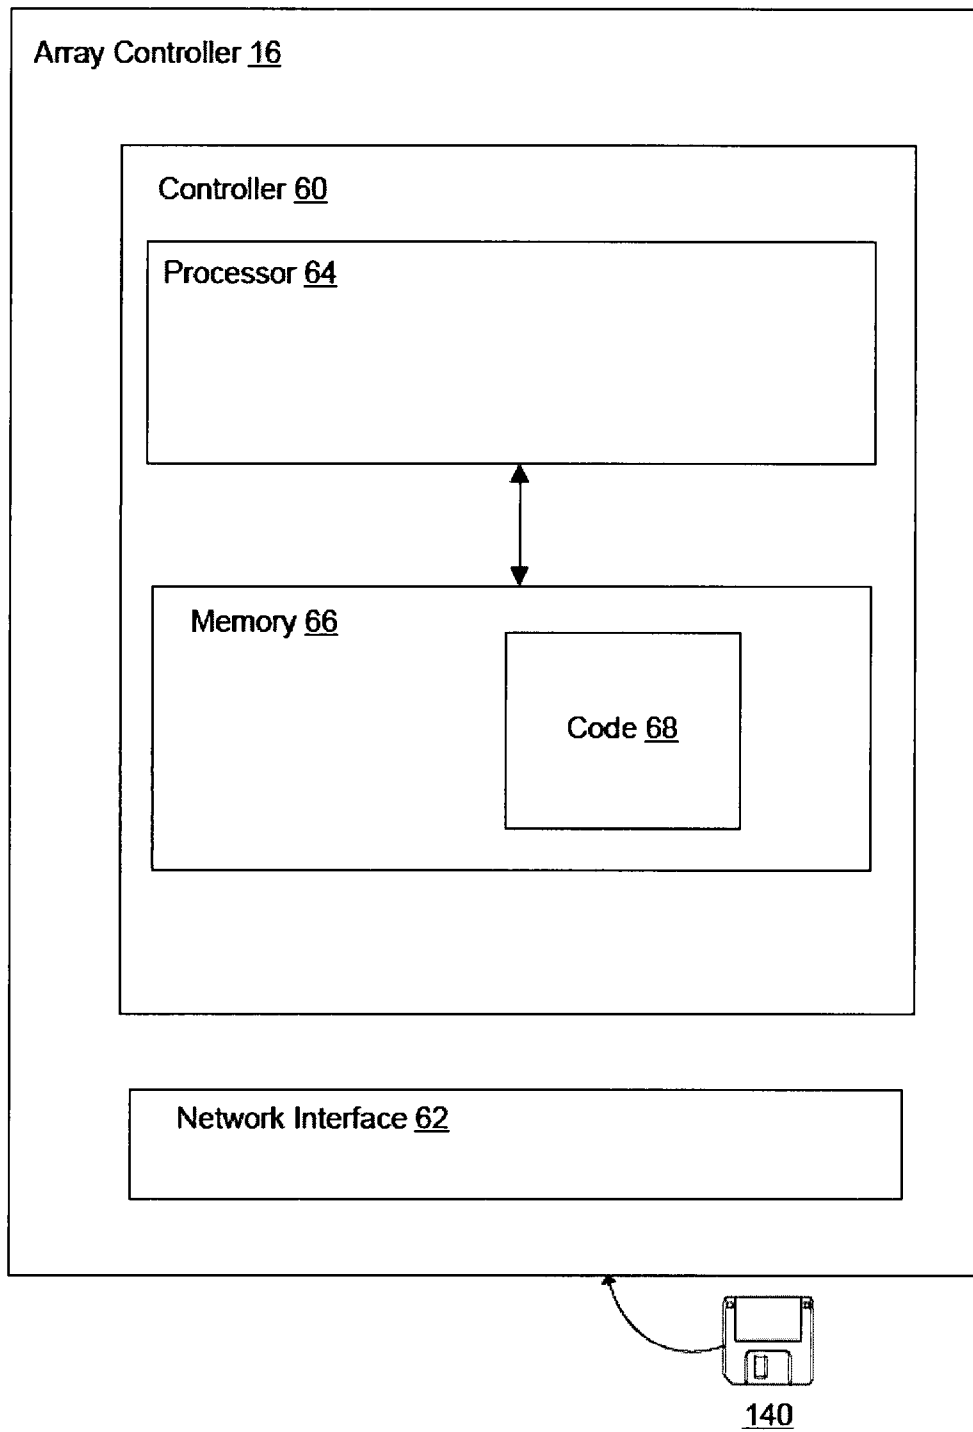 Array Controller 16
Controller 60
Processor 64
Memory 66
Code 68
Network Interface 62
140